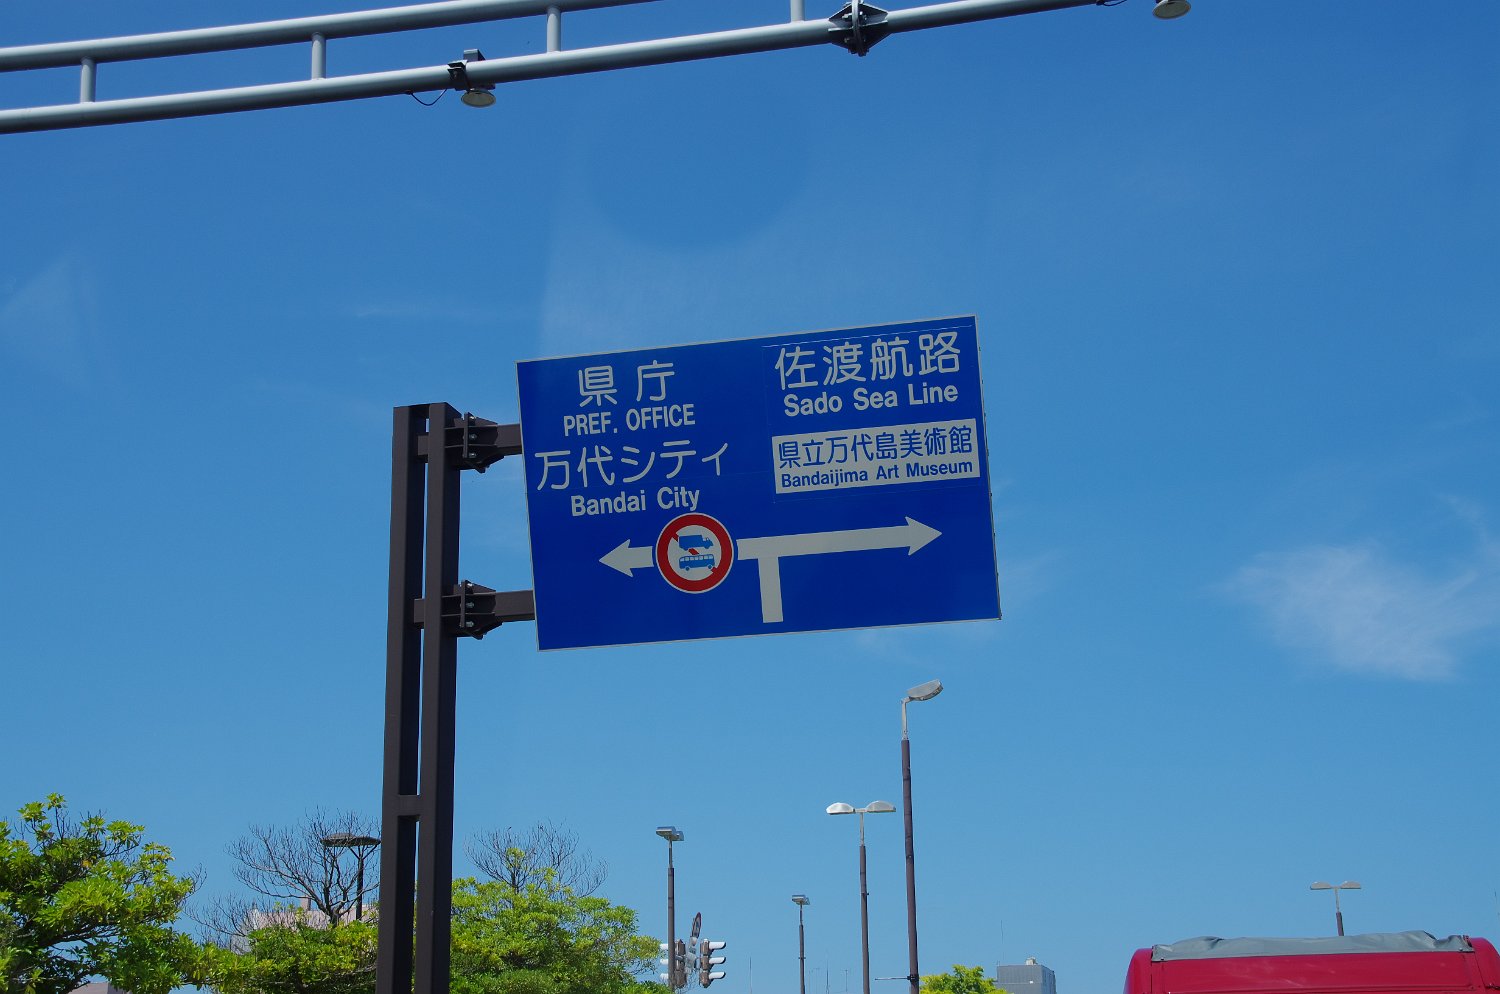 県庁
PREF. OFFICE
万代シティ
Bandai City
佐渡航路
Sado Sea Line
県立万代島美術館
Bandaijima Art Museum